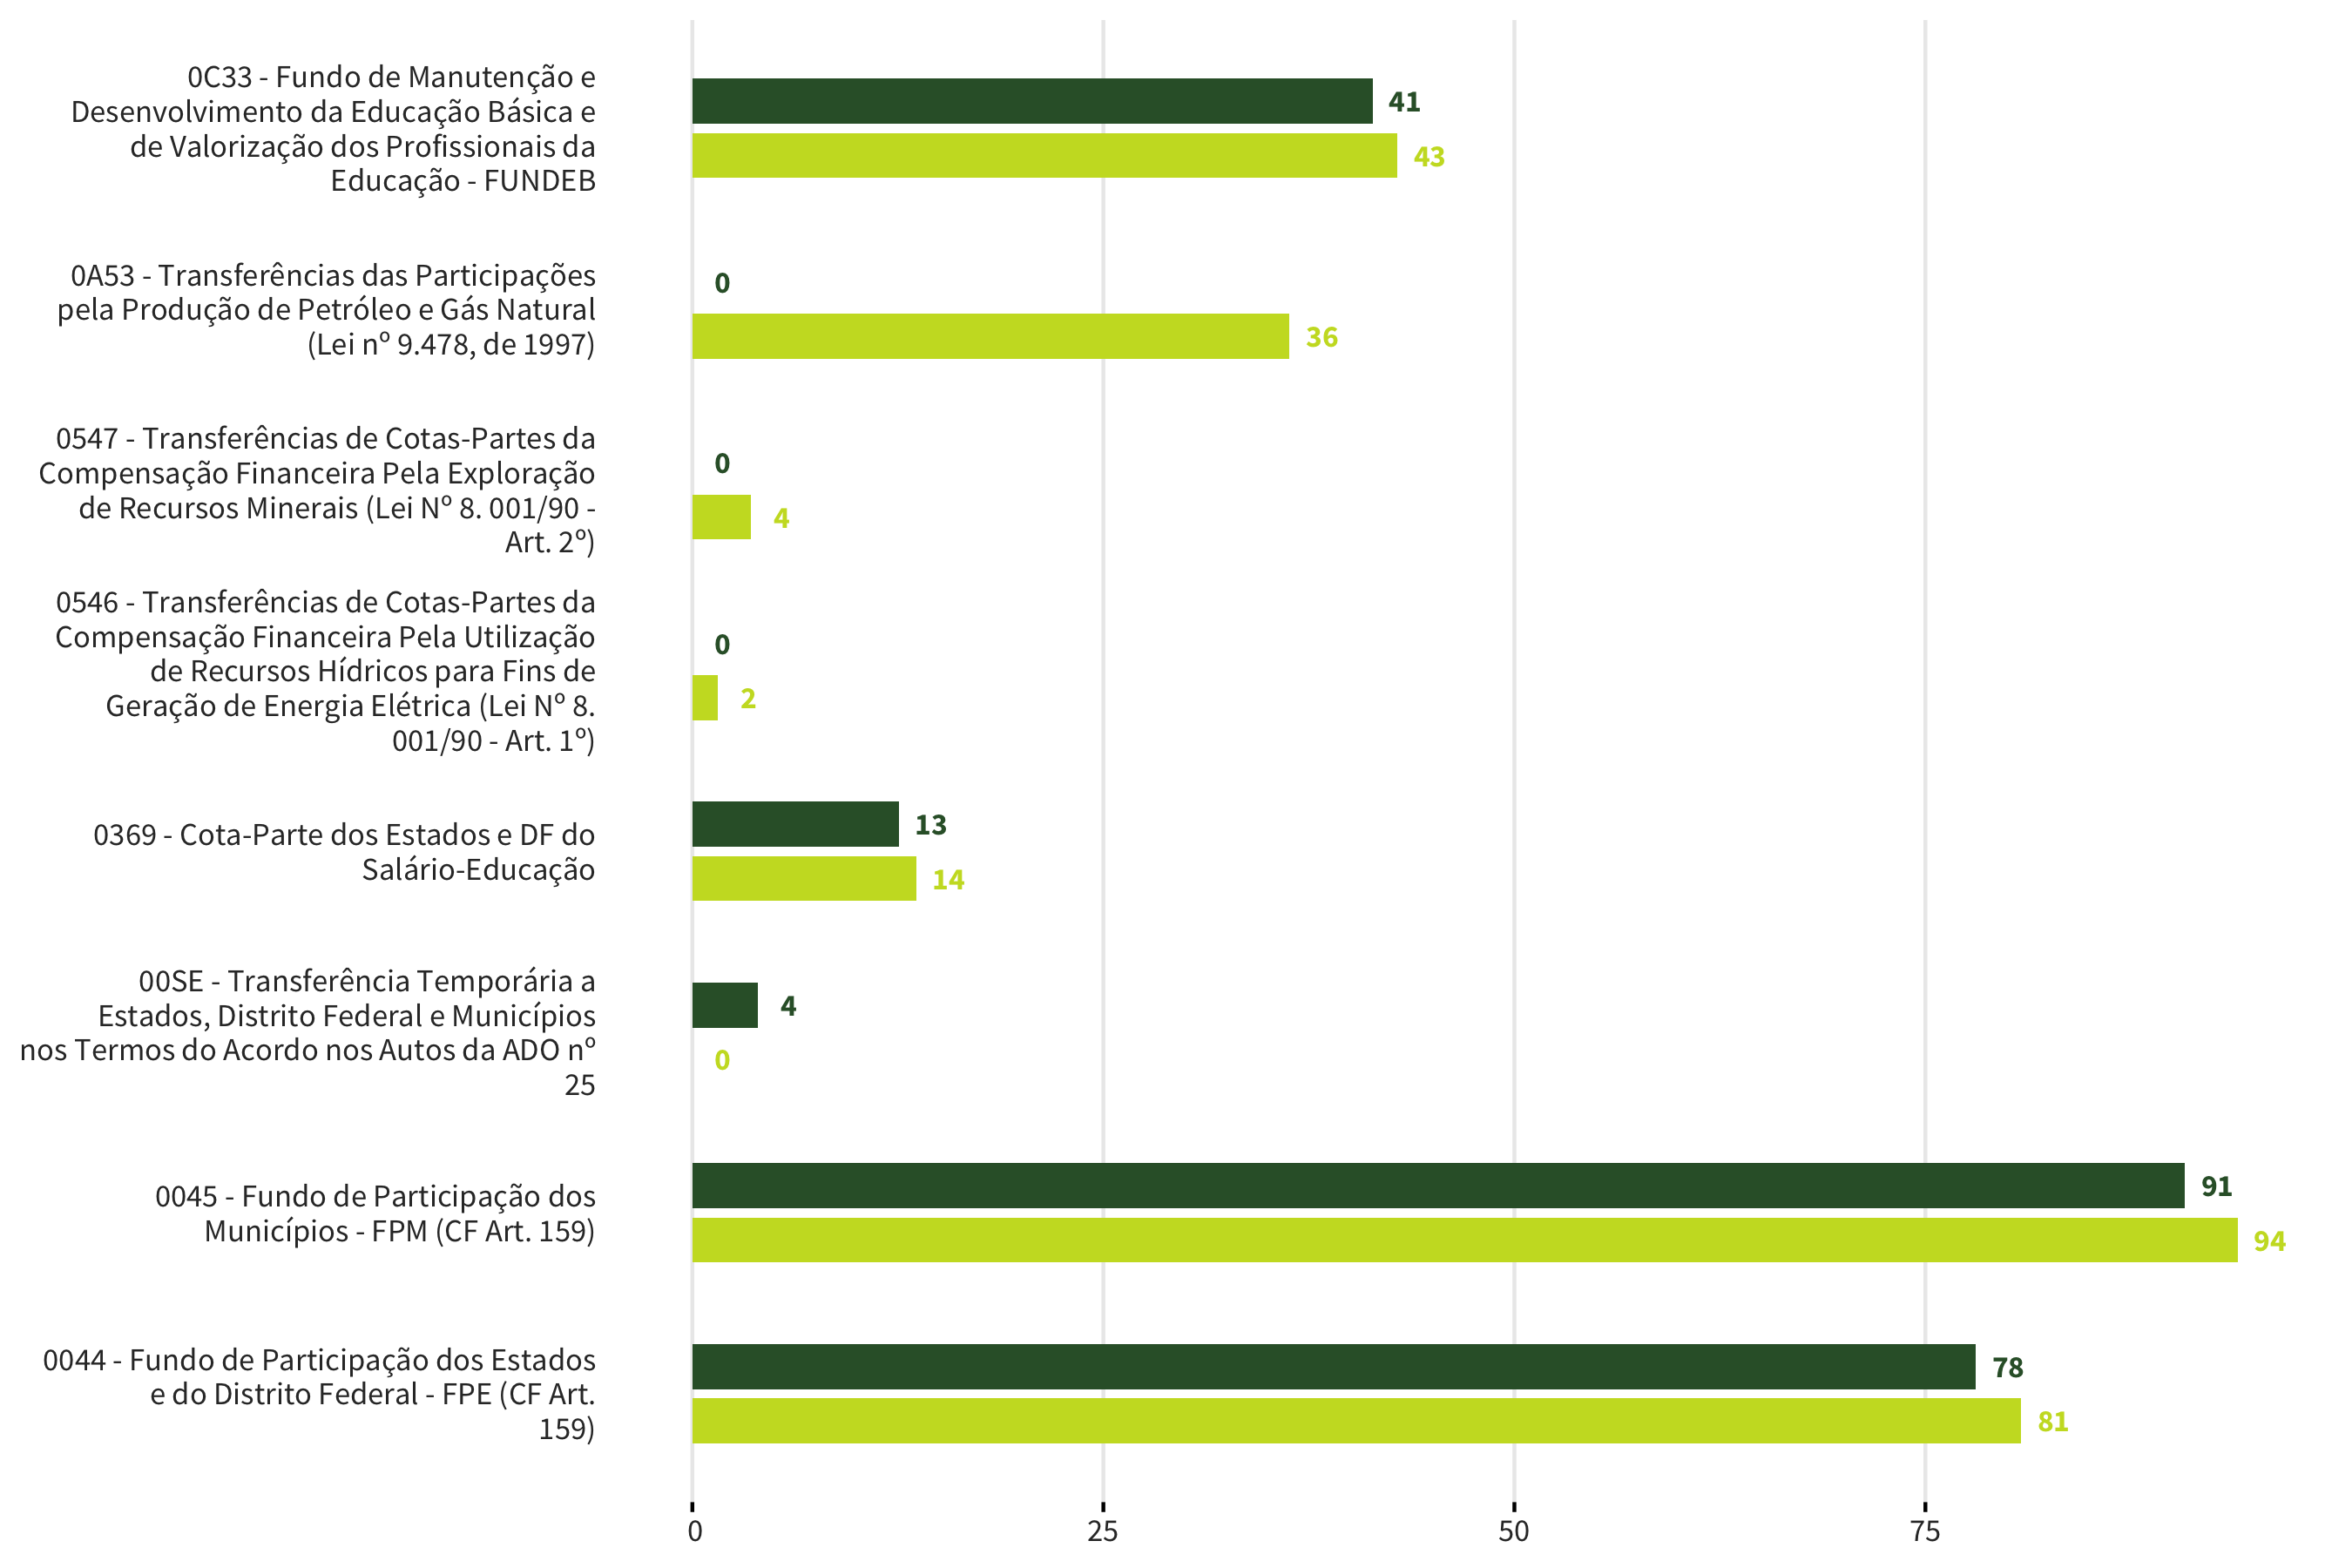 0C33 - Fundo de Manutenção e
Desenvolvimento da Educação Básica e
de Valorização dos Profissionais da
Educação - FUNDEB
41
43
0A53 - Transferências das Participações
pela Produção de Petróleo e Gás Natural
(Lei nº 9.478, de 1997)
0
36
0547 - Transferências de Cotas-Partes da
Compensação Financeira Pela Exploração
de Recursos Minerais (Lei Nº 8. 001/90 -
Art. 2º)
0
4
0546 - Transferências de Cotas-Partes da
Compensação Financeira Pela Utilização
de Recursos Hídricos para Fins de
Geração de Energia Elétrica (Lei Nº 8.
001/90 - Art. 1º)
0
2
0369 - Cota-Parte dos Estados e DF do
Salário-Educação
13
14
00SE - Transferência Temporária a
Estados, Distrito Federal e Municípios
nos Termos do Acordo nos Autos da ADO nº
25
4
0
0045 - Fundo de Participação dos
Municípios - FPM (CF Art. 159)
91
94
0044 - Fundo de Participação dos Estados
e do Distrito Federal - FPE (CF Art.
159)
78
81
0 25 50 75